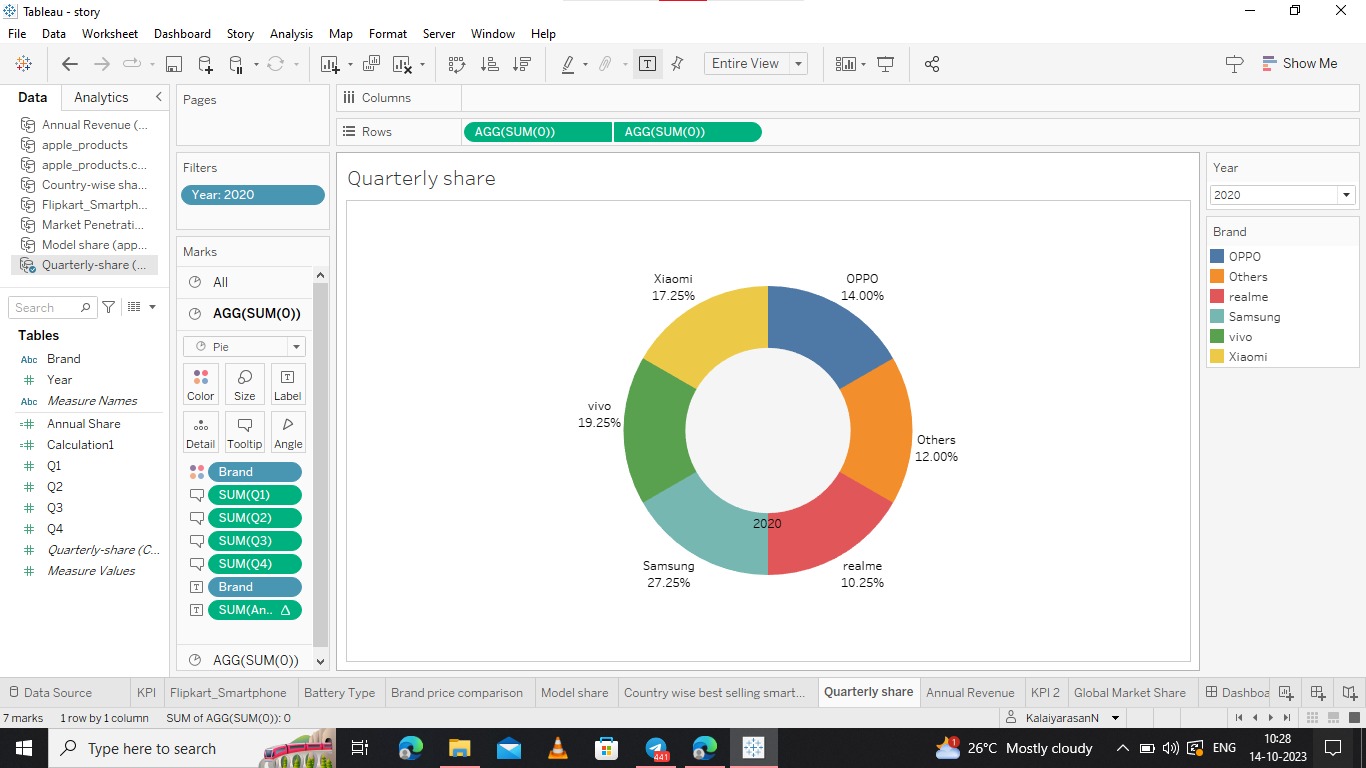 Tableau - story
File Data Worksheet Dashboard Story Analysis Map Format Server Window Help
Entire View
Show Me
Data Analytics
Annual Revenue (...
apple_products
apple_products.c...
Country-wise sha...
Flipkart_Smartph...
Market Penetrati...
Model share (app...
Quarterly-share (...
Search
Tables
Abc Brand
Year
Abc Measure Names
Annual Share
Calculation1
Q1
Q2
Q3
Q4
Quarterly-share (C...
Measure Values
Pages
Filters
Year: 2020
Marks
All
AGG(SUM(0))
Pie
Color Size Label
Detail Tooltip Angle
Brand
SUM(Q1)
SUM(Q2)
SUM(Q3)
SUM(Q4)
Brand
SUM(An.. Δ
AGG(SUM(0))
Columns
Rows AGG(SUM(0)) AGG(SUM(0))
Quarterly share
Xiaomi
17.25%
OPPO
14.00%
vivo
19.25%
Others
12.00%
2020
Samsung
27.25%
realme
10.25%
Year
2020
Brand
OPPO
Others
realme
Samsung
vivo
Xiaomi
Data Source KPI Flipkart_Smartphone Battery Type Brand price comparison Model share Country wise best selling smart... Quarterly share Annual Revenue KPI 2 Global Market Share Dashboa
7 marks 1 row by 1 column SUM of AGG(SUM(0)): 0 KalaiyarasanN
Type here to search 441 1 26°C Mostly cloudy ENG 10:28
14-10-2023